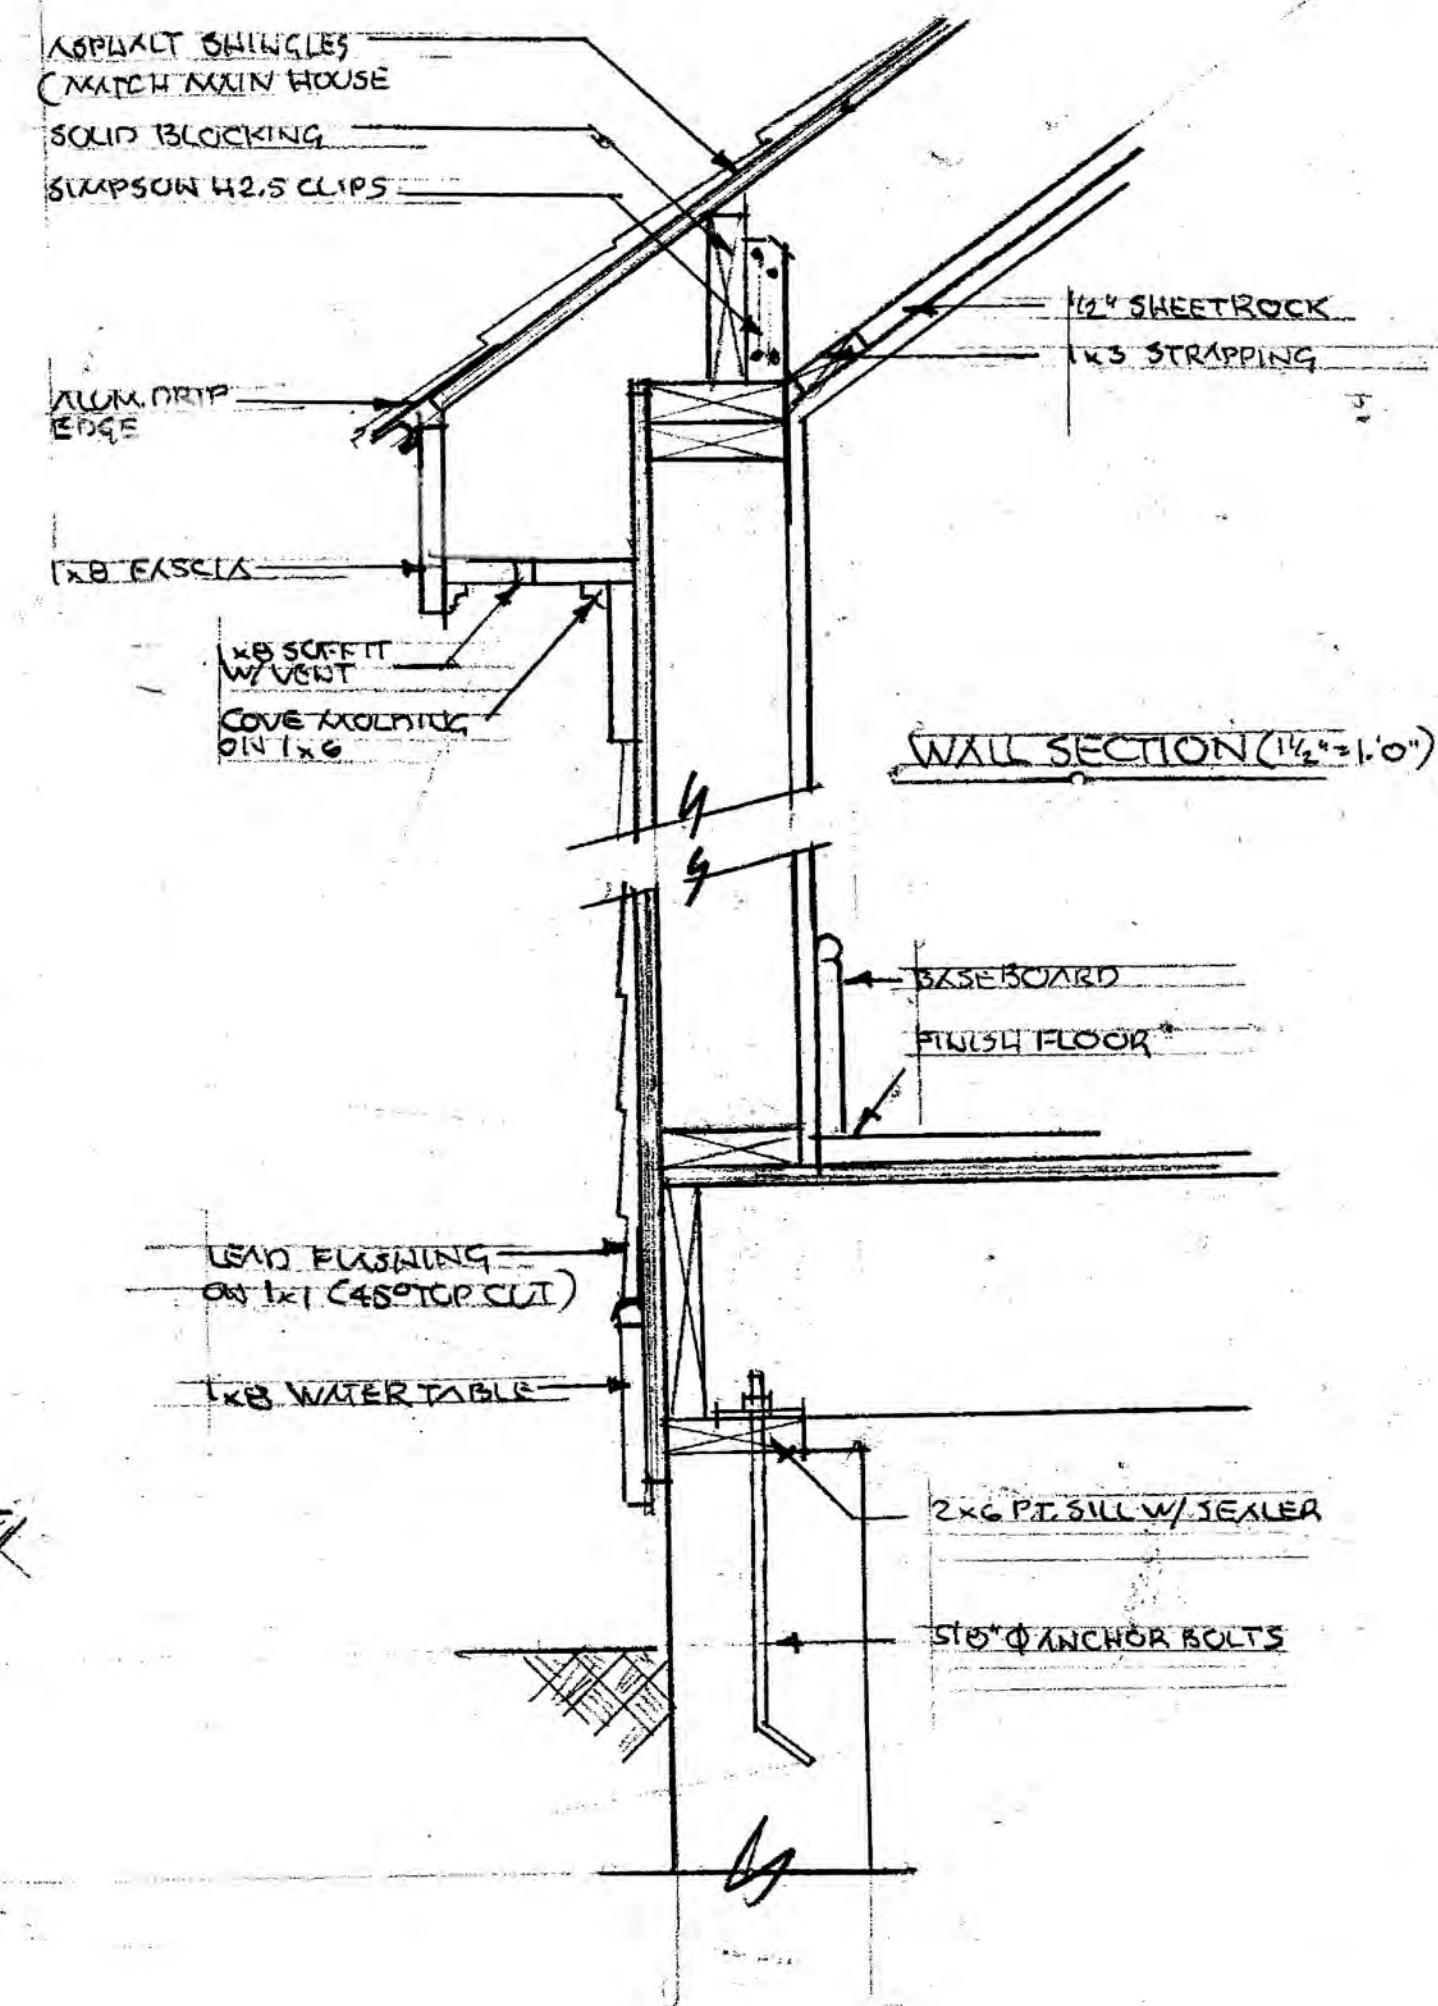 ASPHALT SHINGLES
(MATCH MAIN HOUSE
SOLID BLOCKING
SIMPSON H2.5 CLIPS
1/2" SHEETROCK
1x3 STRAPPING
ALUM. DRIP
EDGE
1x8 FASCIA
1x8 SOFFIT
W/ VENT
COVE MOLDING
ON 1x6
WALL SECTION (1 1/2"=1'0")
BASEBOARD
FINISH FLOOR
LEAD FLASHING
ON 1x1 (45° TOP CUT)
1x8 WATER TABLE
2x6 P.T. SILL W/ SEALER
5/8" Φ ANCHOR BOLTS